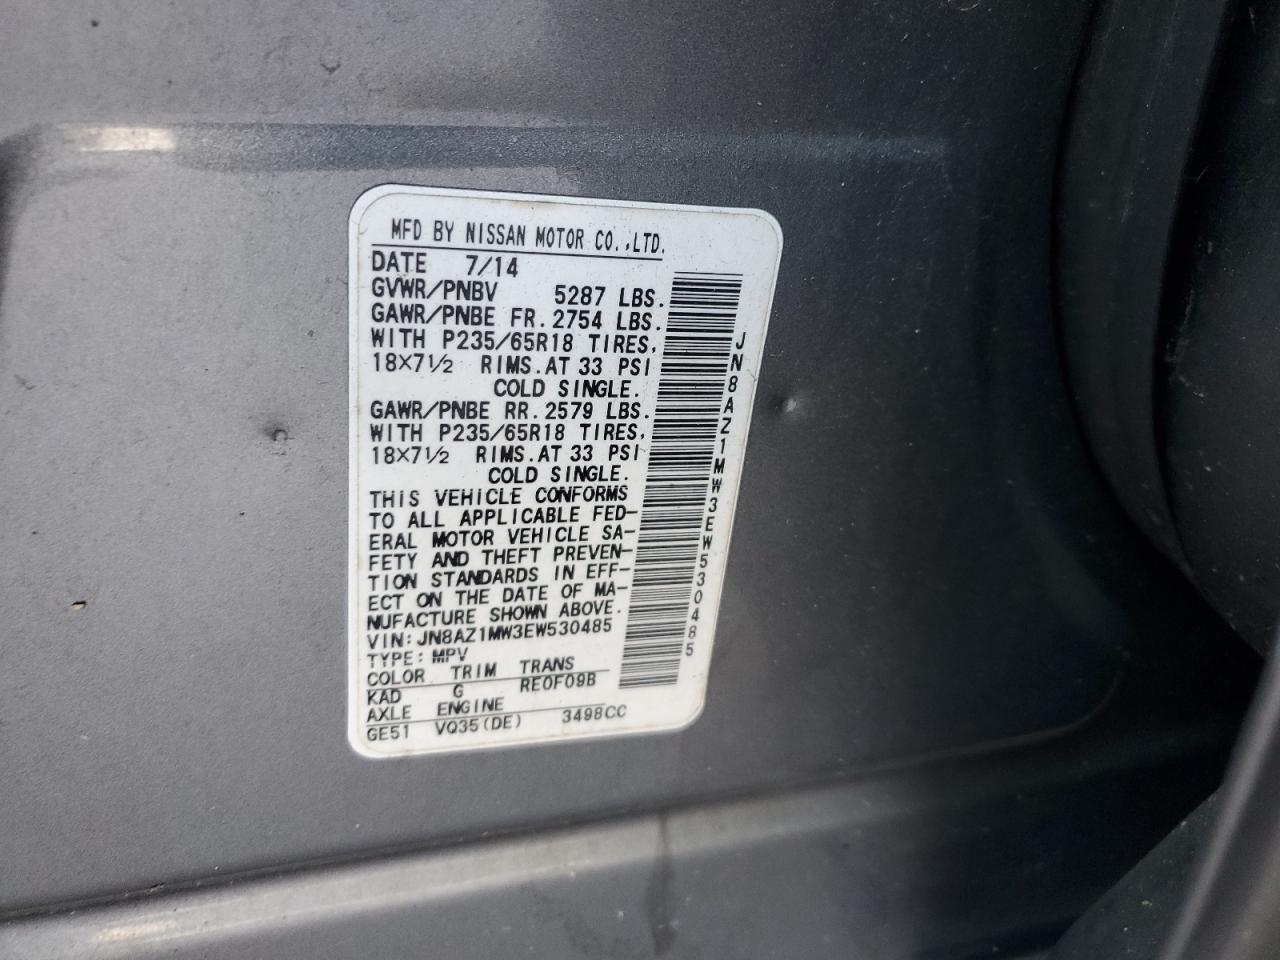 MFD BY NISSAN MOTOR CO.,LTD.
DATE 7/14
GVWR/PNBV 5287 LBS.
GAWR/PNBE FR. 2754 LBS.
WITH P235/65R18 TIRES,
18×7½ RIMS.AT 33 PSI
COLD SINGLE.
GAWR/PNBE RR. 2579 LBS.
WITH P235/65R18 TIRES,
18×7½ RIMS.AT 33 PSI
COLD SINGLE.
THIS VEHICLE CONFORMS
TO ALL APPLICABLE FED-
ERAL MOTOR VEHICLE SA-
FETY AND THEFT PREVEN-
TION STANDARDS IN EFF-
ECT ON THE DATE OF MA-
NUFACTURE SHOWN ABOVE.
VIN: JN8AZ1MW3EW530485
TYPE: MPV
COLOR TRIM TRANS
KAD G RE0F09B
AXLE ENGINE
GE51 VQ35(DE) 3498CC
JN8AZ1MW3EW530485